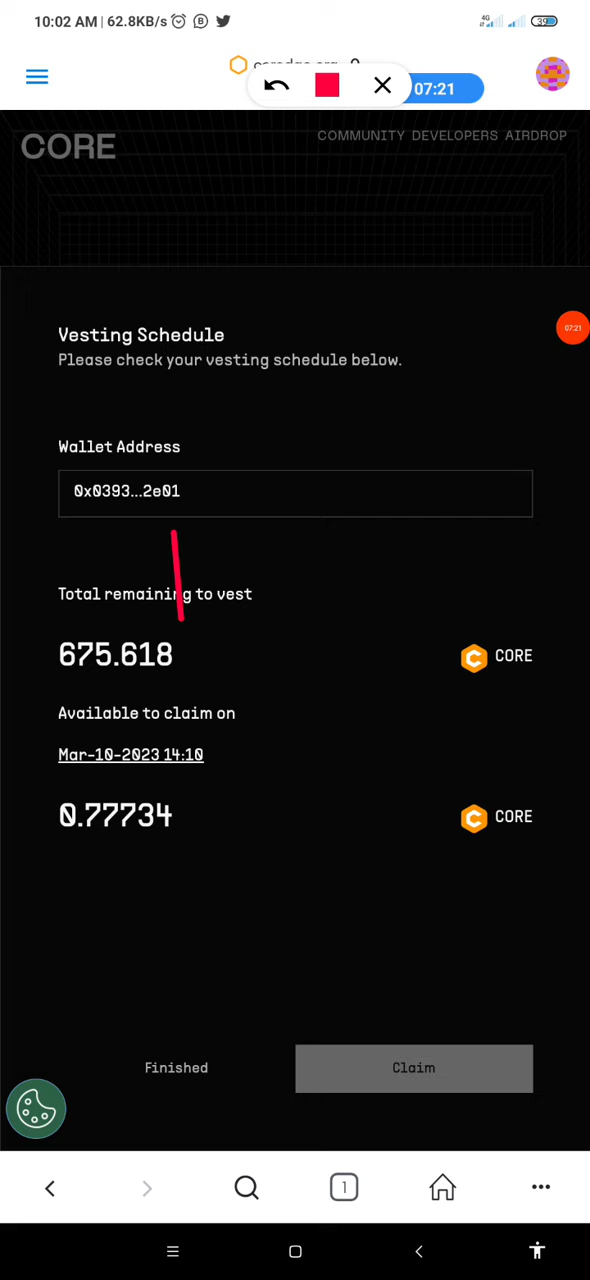 10:02 AM | 62.8KB/s
4G
39
07:21
CORE
COMMUNITY DEVELOPERS AIRDROP
Vesting Schedule
Please check your vesting schedule below.
07:21
Wallet Address
0x0393...2e01
Total remaining to vest
675.618
CORE
Available to claim on
Mar-10-2023 14:10
0.77734
CORE
Finished
Claim
1